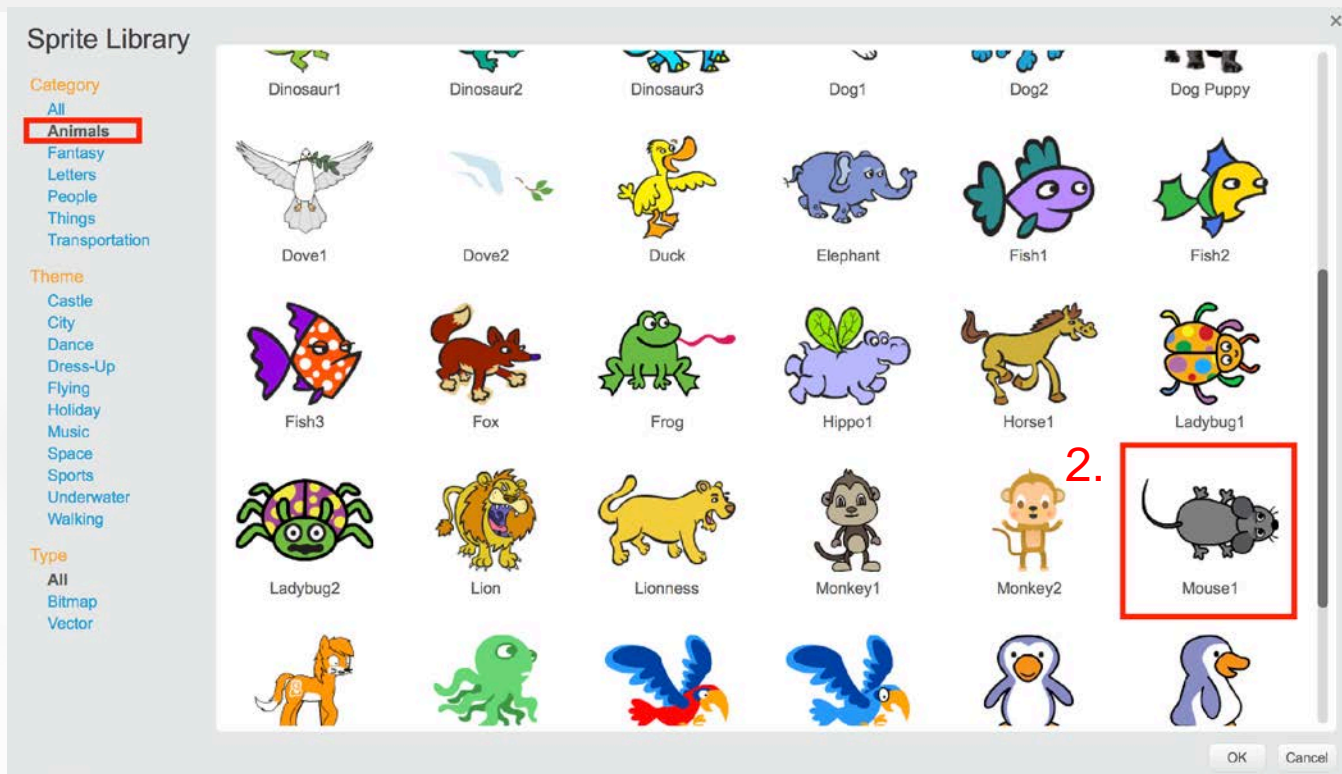 Sprite Library
×
Category
All
Animals
Fantasy
Letters
People
Things
Transportation
Theme
Castle
City
Dance
Dress-Up
Flying
Holiday
Music
Space
Sports
Underwater
Walking
Type
All
Bitmap
Vector
Dinosaur1 Dinosaur2 Dinosaur3 Dog1 Dog2 Dog Puppy
Dove1 Dove2 Duck Elephant Fish1 Fish2
Fish3 Fox Frog Hippo1 Horse1 Ladybug1
2.
Ladybug2 Lion Lionness Monkey1 Monkey2 Mouse1
OK Cancel